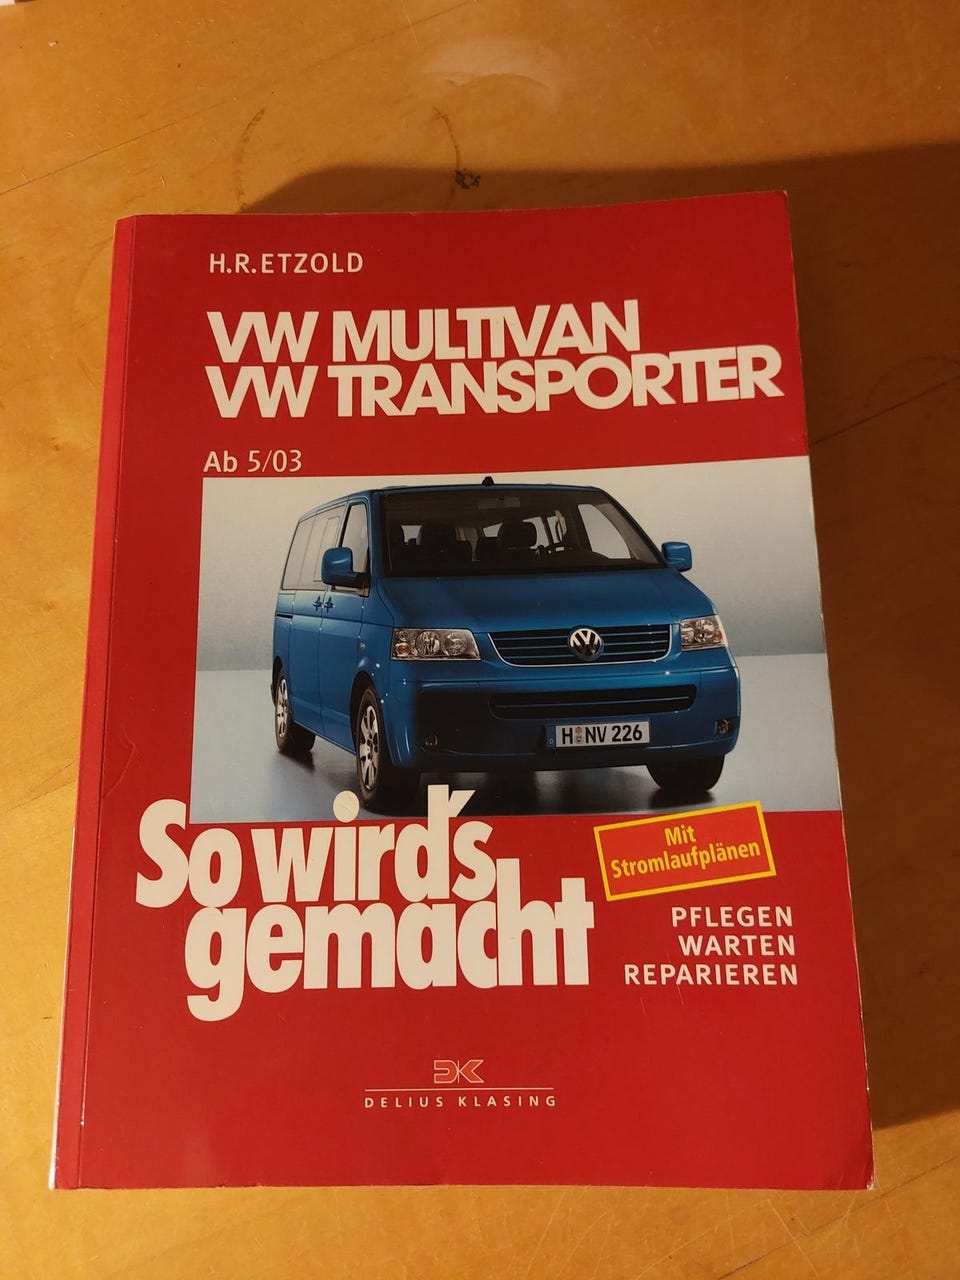 H.R.ETZOLD
VW MULTIVAN
VW TRANSPORTER
Ab 5/03
H NV 226
So wird's
gemacht
Mit
Stromlaufplänen
PFLEGEN
WARTEN
REPARIEREN
DK
DELIUS KLASING